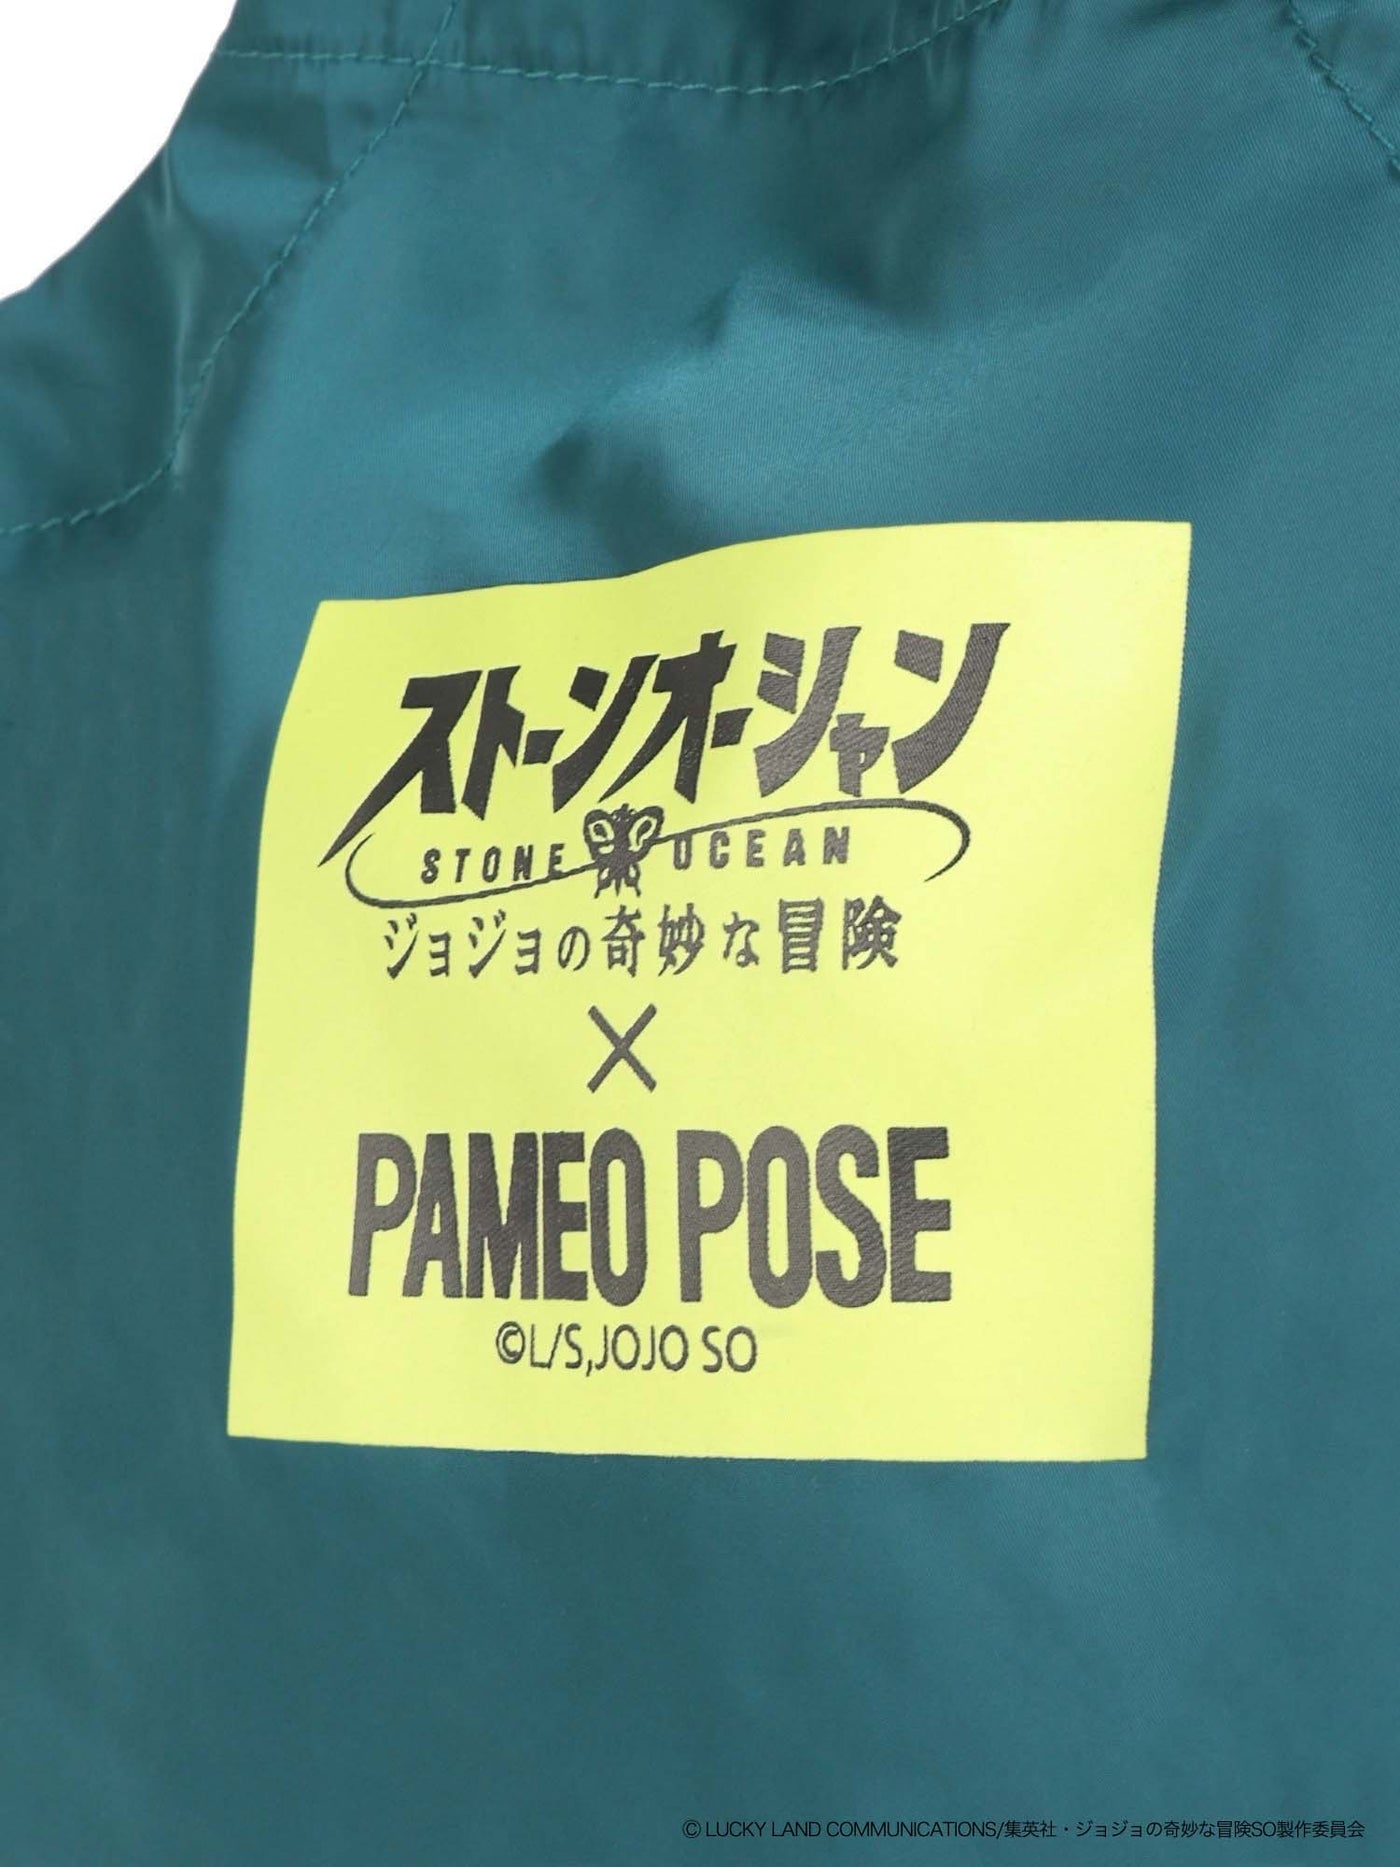 ストーンオーシャン
STONE OCEAN
ジョジョの奇妙な冒険
×
PAMEO POSE
©L/S,JOJO SO
© LUCKY LAND COMMUNICATIONS/集英社・ジョジョの奇妙な冒険SO製作委員会